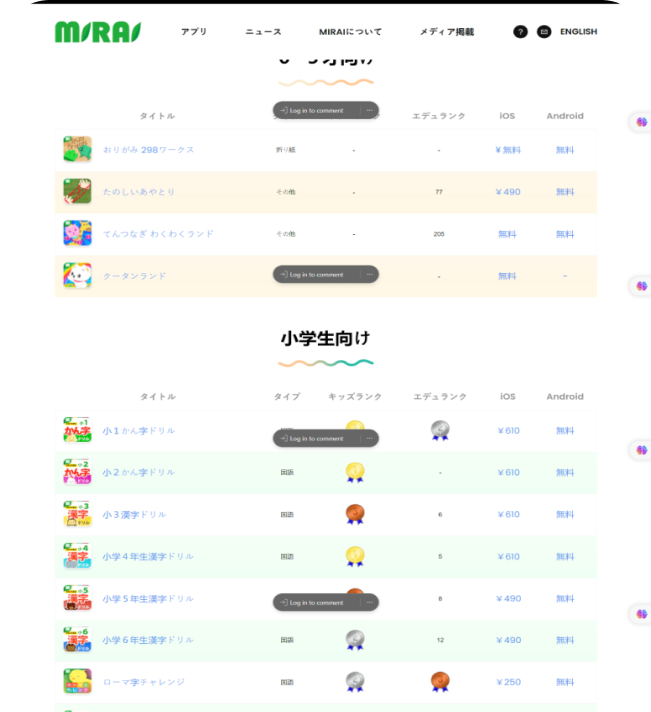 MIRAI
アプリ ニュース MIRAIについて メディア掲載 ? ENGLISH
タイトル エデュランク iOS Android
Log in to comment ...
おりがみ 298ワークス 折り紙 - - ¥無料 無料
たのしいあやとり その他 - 77 ¥490 無料
てんつなぎ わくわくランド その他 - 205 無料 無料
クータンランド - 無料 -
Log in to comment ...
小学生向け
タイトル タイプ キッズランク エデュランク iOS Android
小1かん字ドリル ¥610 無料
Log in to comment ...
小2かん字ドリル 国語 - ¥610 無料
小3漢字ドリル 国語 6 ¥610 無料
小学4年生漢字ドリル 国語 5 ¥610 無料
小学5年生漢字ドリル 8 ¥490 無料
Log in to comment ...
小学6年生漢字ドリル 国語 12 ¥490 無料
ローマ字チャレンジ 国語 ¥250 無料